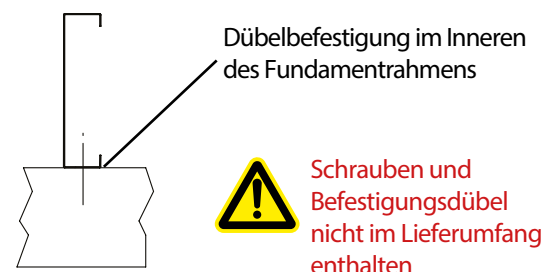 Dübelbefestigung im Inneren
des Fundamentrahmens
Schrauben und
Befestigungsdübel
nicht im Lieferumfang
enthalten